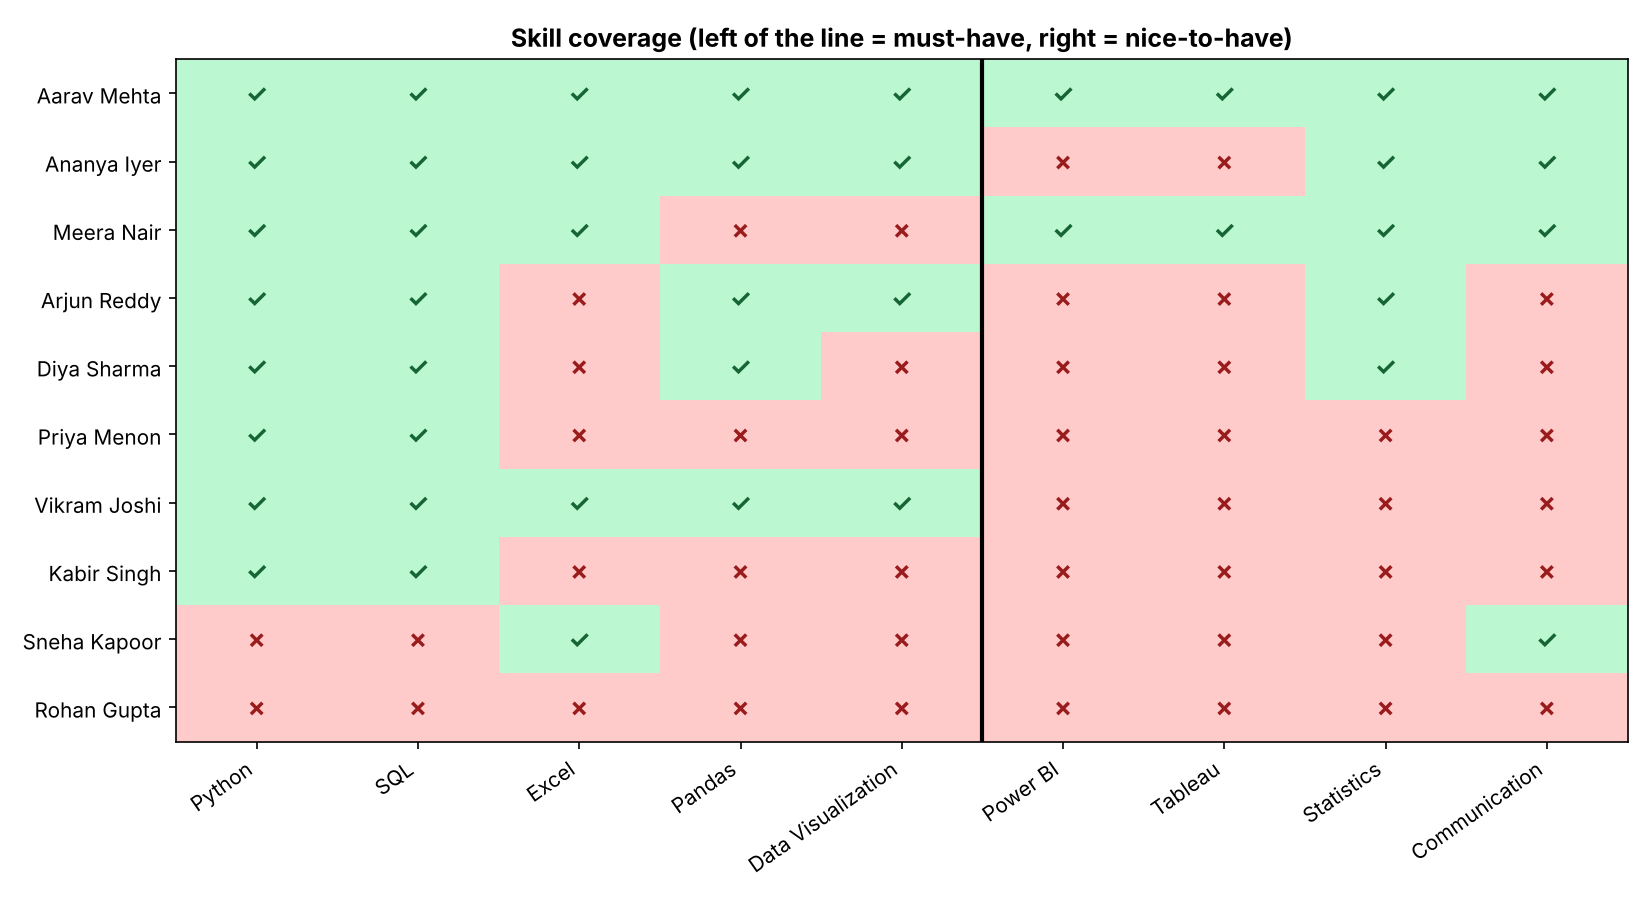 Skill coverage (left of the line = must-have, right = nice-to-have)
Aarav Mehta ✓ ✓ ✓ ✓ ✓ ✓ ✓ ✓ ✓
Ananya Iyer ✓ ✓ ✓ ✓ ✓ × × ✓ ✓
Meera Nair ✓ ✓ ✓ × × ✓ ✓ ✓ ✓
Arjun Reddy ✓ ✓ × ✓ ✓ × × ✓ ×
Diya Sharma ✓ ✓ × ✓ × × × ✓ ×
Priya Menon ✓ ✓ × × × × × × ×
Vikram Joshi ✓ ✓ ✓ ✓ ✓ × × × ×
Kabir Singh ✓ ✓ × × × × × × ×
Sneha Kapoor × × ✓ × × × × × ✓
Rohan Gupta × × × × × × × × ×
Python
SQL
Excel
Pandas
Data Visualization
Power BI
Tableau
Statistics
Communication